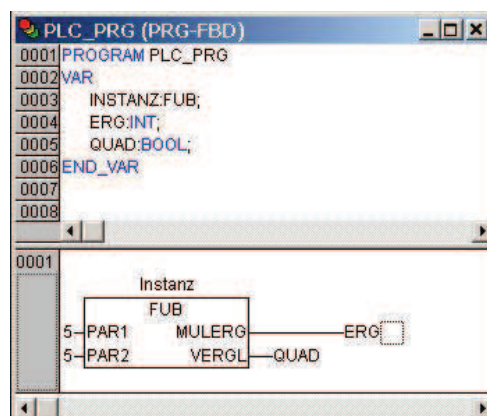 PLC_PRG (PRG-FBD)
0001 PROGRAM PLC_PRG
0002 VAR
0003 INSTANZ:FUB;
0004 ERG:INT;
0005 QUAD:BOOL;
0006 END_VAR
0007
0008
0001
Instanz
FUB
5 PAR1 MULERG ERG
5 PAR2 VERGL QUAD